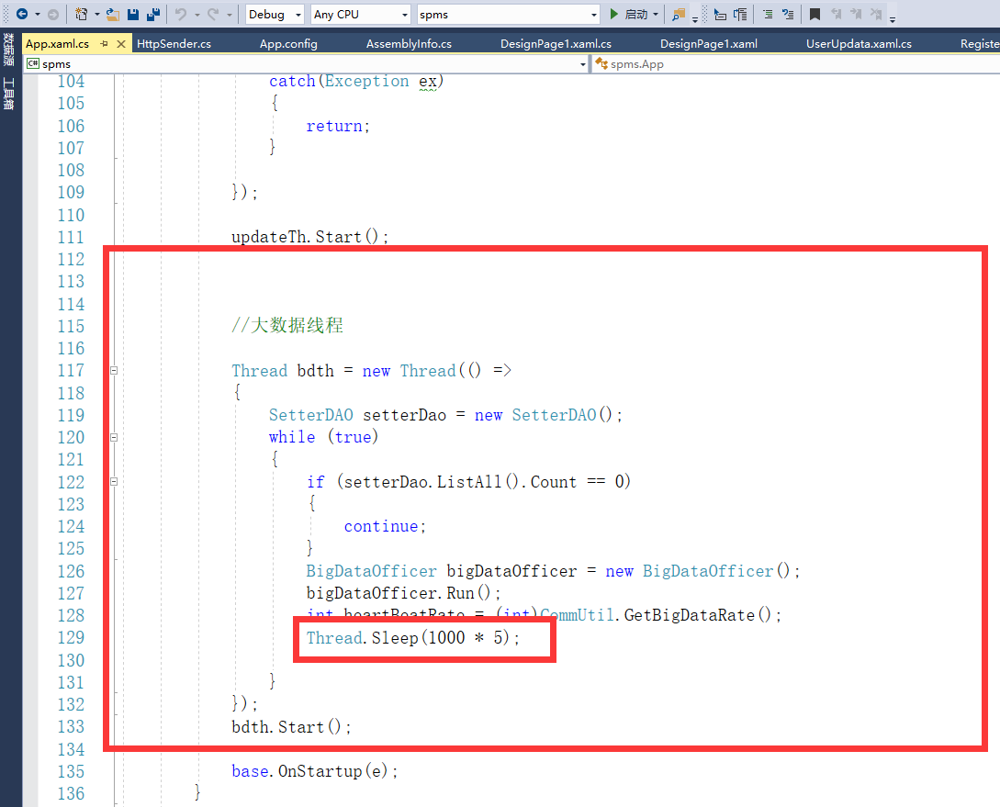 Debug Any CPU spms 启动
数据源 工具箱
App.xaml.cs HttpSender.cs App.config AssemblyInfo.cs DesignPage1.xaml.cs DesignPage1.xaml UserUpdata.xaml.cs Registe
C# spms spms.App
104 catch(Exception ex)
105 {
106 return;
107 }
108
109 });
110
111 updateTh.Start();
112
113
114
115 //大数据线程
116
117 Thread bdth = new Thread(() =>
118 {
119 SetterDAO setterDao = new SetterDAO();
120 while (true)
121 {
122 if (setterDao.ListAll().Count == 0)
123 {
124 continue;
125 }
126 BigDataOfficer bigDataOfficer = new BigDataOfficer();
127 bigDataOfficer.Run();
128 int heartBeatRate = (int)CommUtil.GetBigDataRate();
129 Thread.Sleep(1000 * 5);
130
131 }
132 });
133 bdth.Start();
134
135 base.OnStartup(e);
136 }